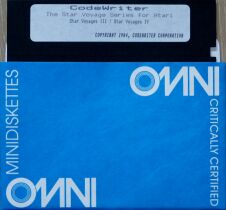 CodeWriter
The Star Voyage Series for Atari
Star Voyages III / Star Voyages IV
COPYRIGHT 1984, CODEWRITER CORPORATION
OMNI
MINIDISKETTES
CRITICALLY CERTIFIED
OMNI